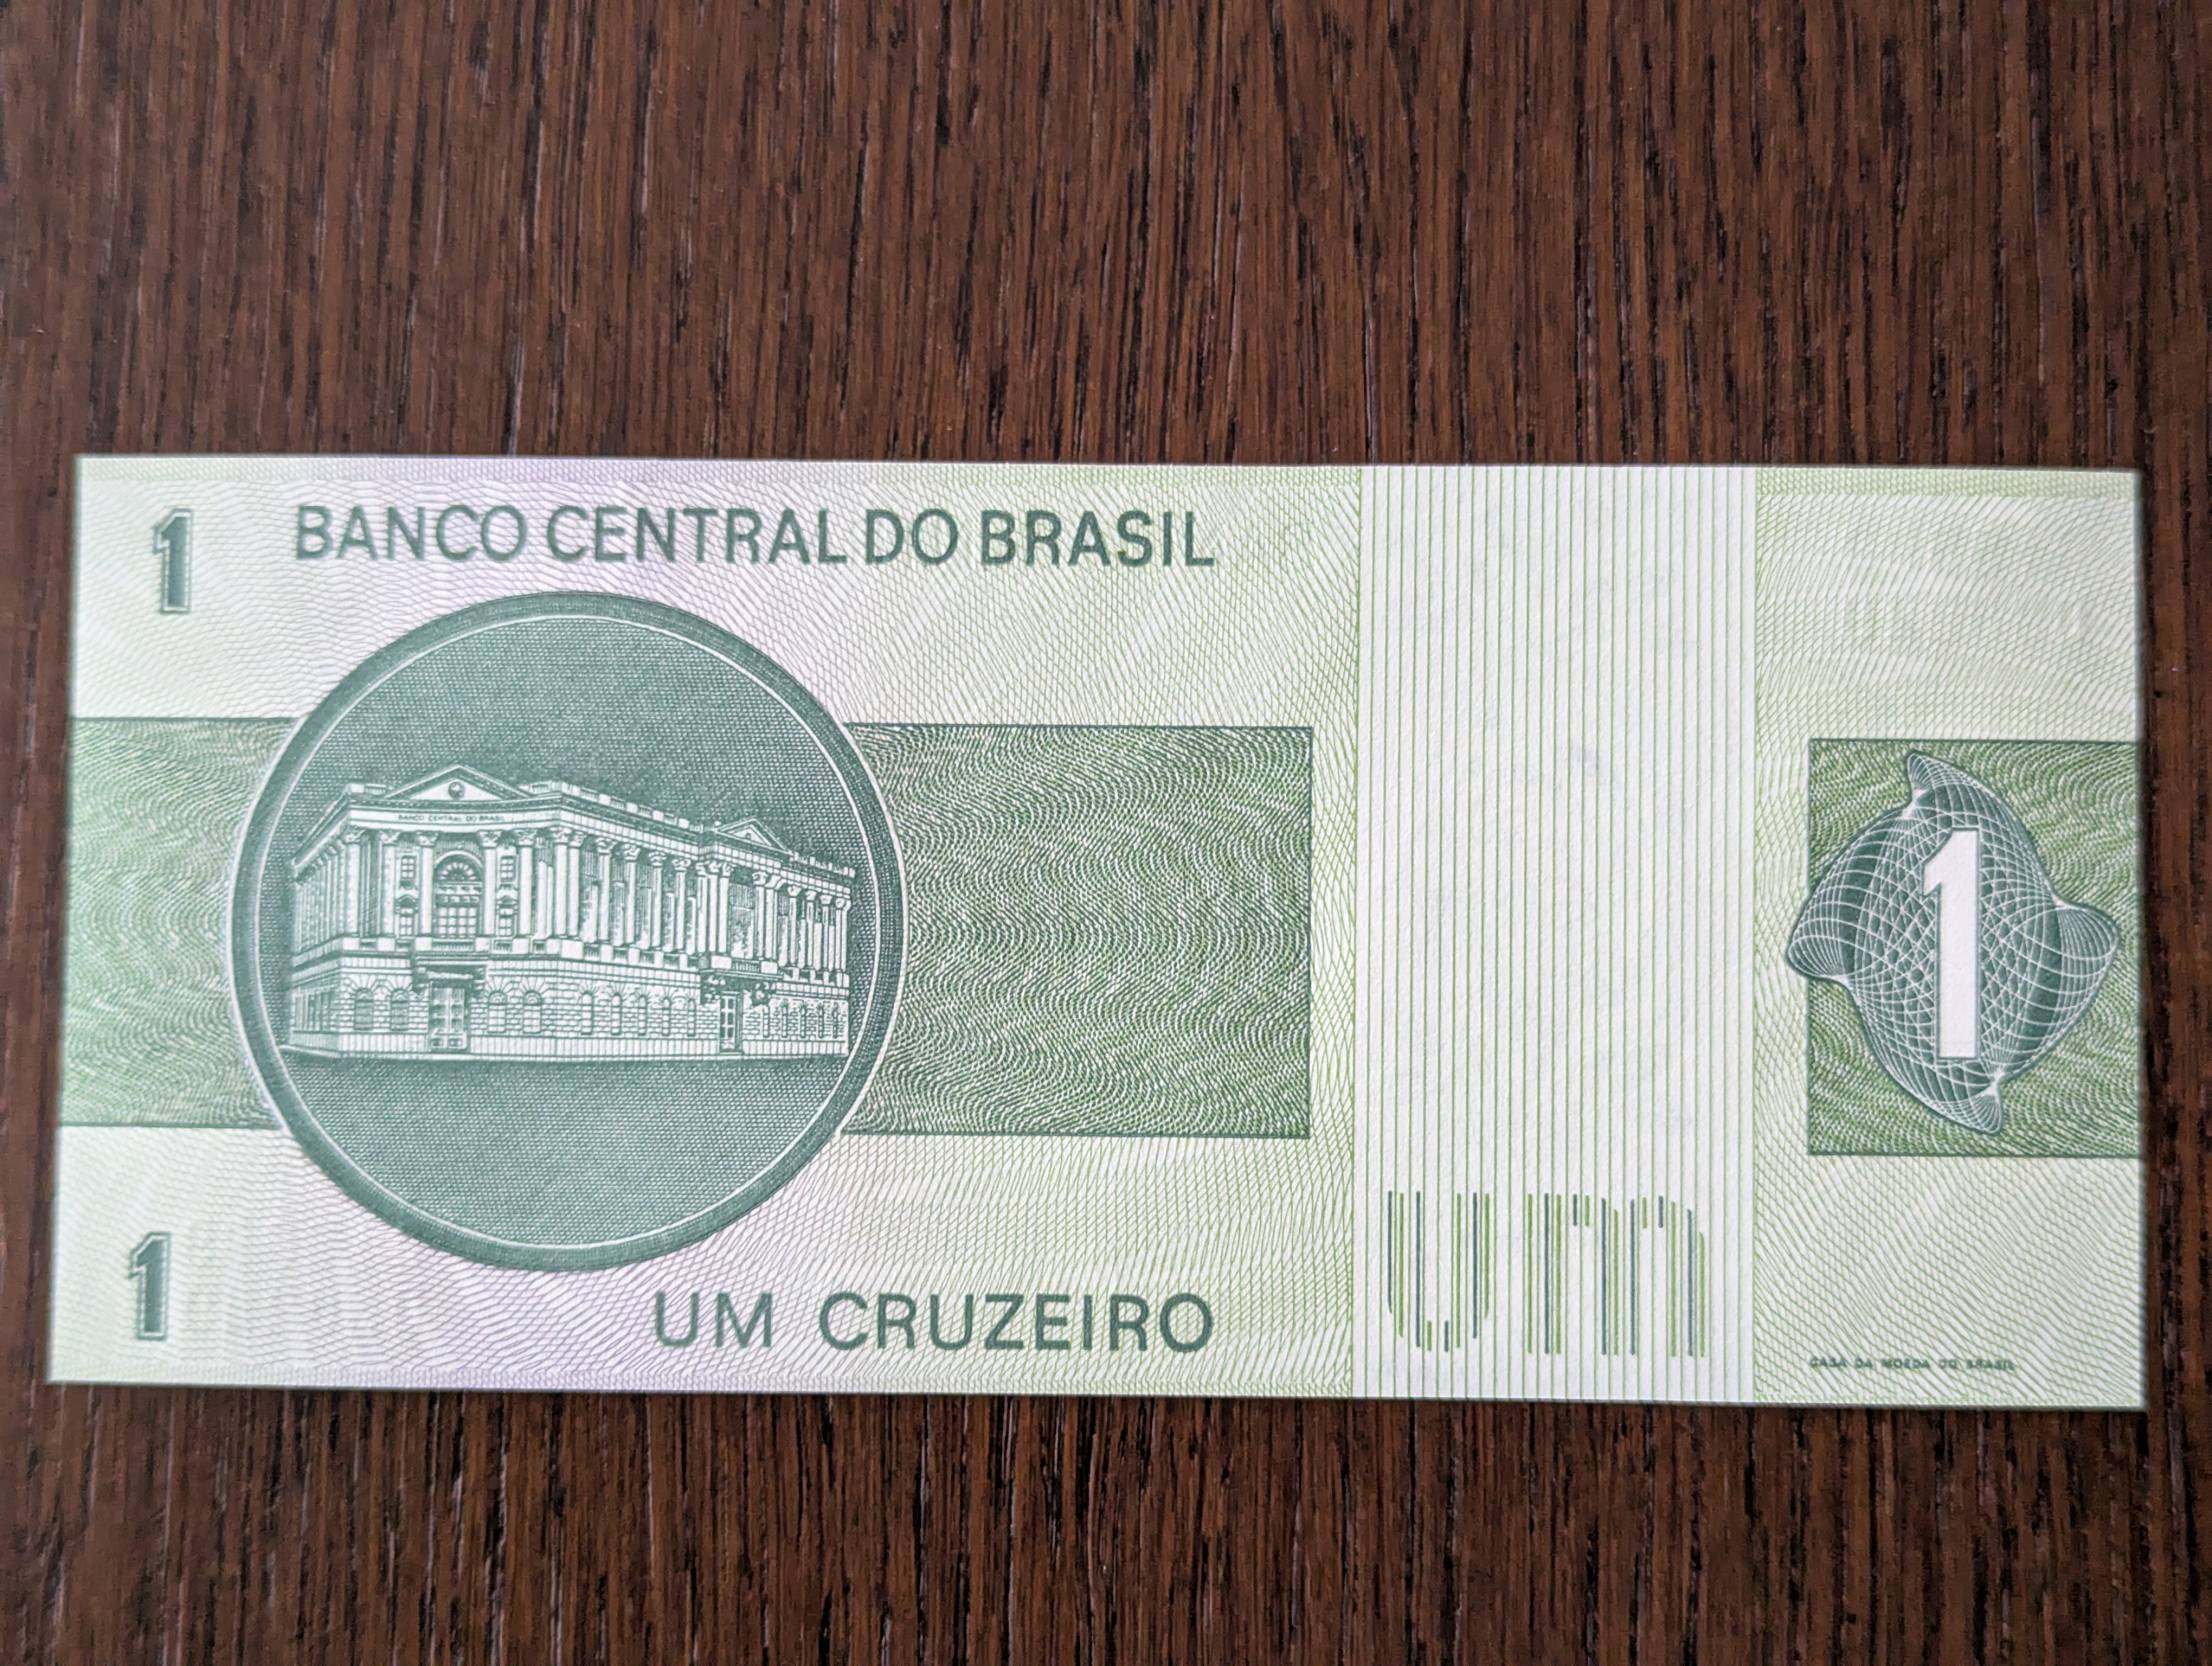 1
BANCO CENTRAL DO BRASIL
BANCO CENTRAL DO BRASIL
1
1
UM CRUZEIRO
um
CASA DA MOEDA DO BRASIL